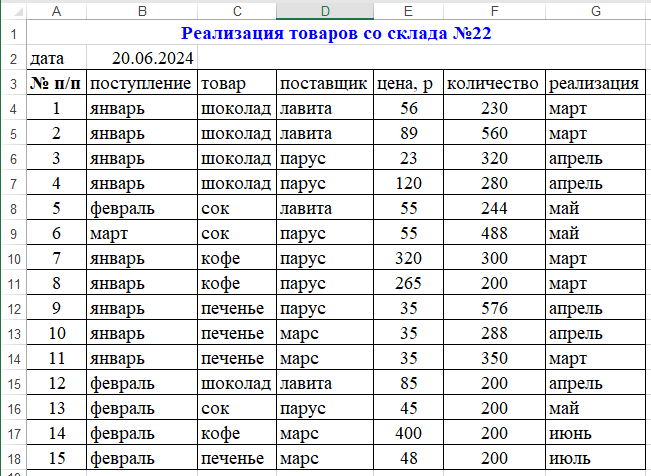 A B C D E F G
1 Реализация товаров со склада №22
2 дата 20.06.2024
3 № п/п поступление товар поставщик цена, р количество реализация
4 1 январь шоколад лавита 56 230 март
5 2 январь шоколад лавита 89 560 март
6 3 январь шоколад парус 23 320 апрель
7 4 январь шоколад парус 120 280 апрель
8 5 февраль сок лавита 55 244 май
9 6 март сок парус 55 488 май
10 7 январь кофе парус 320 300 март
11 8 январь кофе парус 265 200 март
12 9 январь печенье парус 35 576 апрель
13 10 январь печенье марс 35 288 апрель
14 11 январь печенье марс 35 350 март
15 12 февраль шоколад лавита 85 200 апрель
16 13 февраль сок парус 45 200 май
17 14 февраль кофе марс 400 200 июнь
18 15 февраль печенье марс 48 200 июль